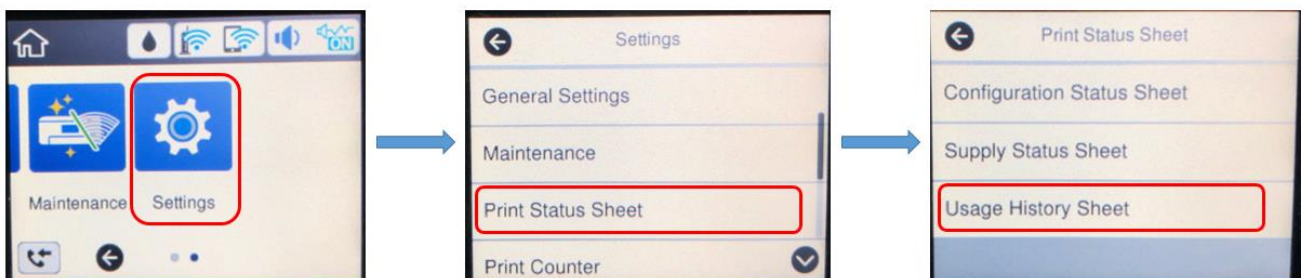 ON
Maintenance
Settings
Settings
General Settings
Maintenance
Print Status Sheet
Print Counter
Print Status Sheet
Configuration Status Sheet
Supply Status Sheet
Usage History Sheet